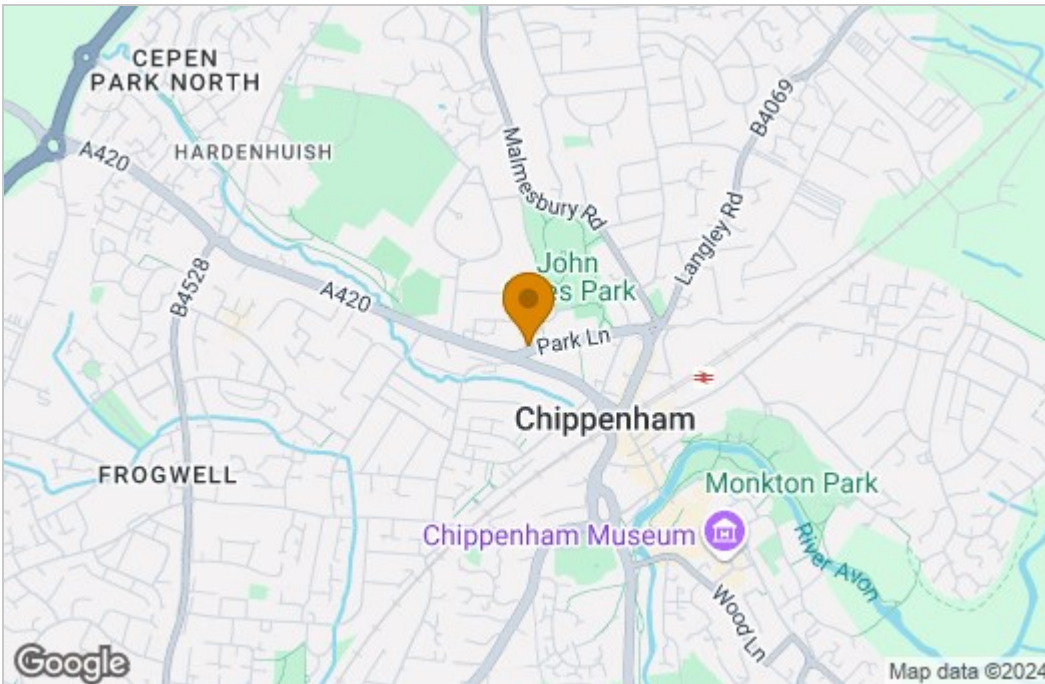 CEPEN
PARK NORTH
A420
HARDENHUISH
Malmesbury Rd
B4069
Langley Rd
B4528
A420
John
es Park
Park Ln
Chippenham
FROGWELL
Monkton Park
Chippenham Museum
River Avon
Wood Ln
Google
Map data ©2024